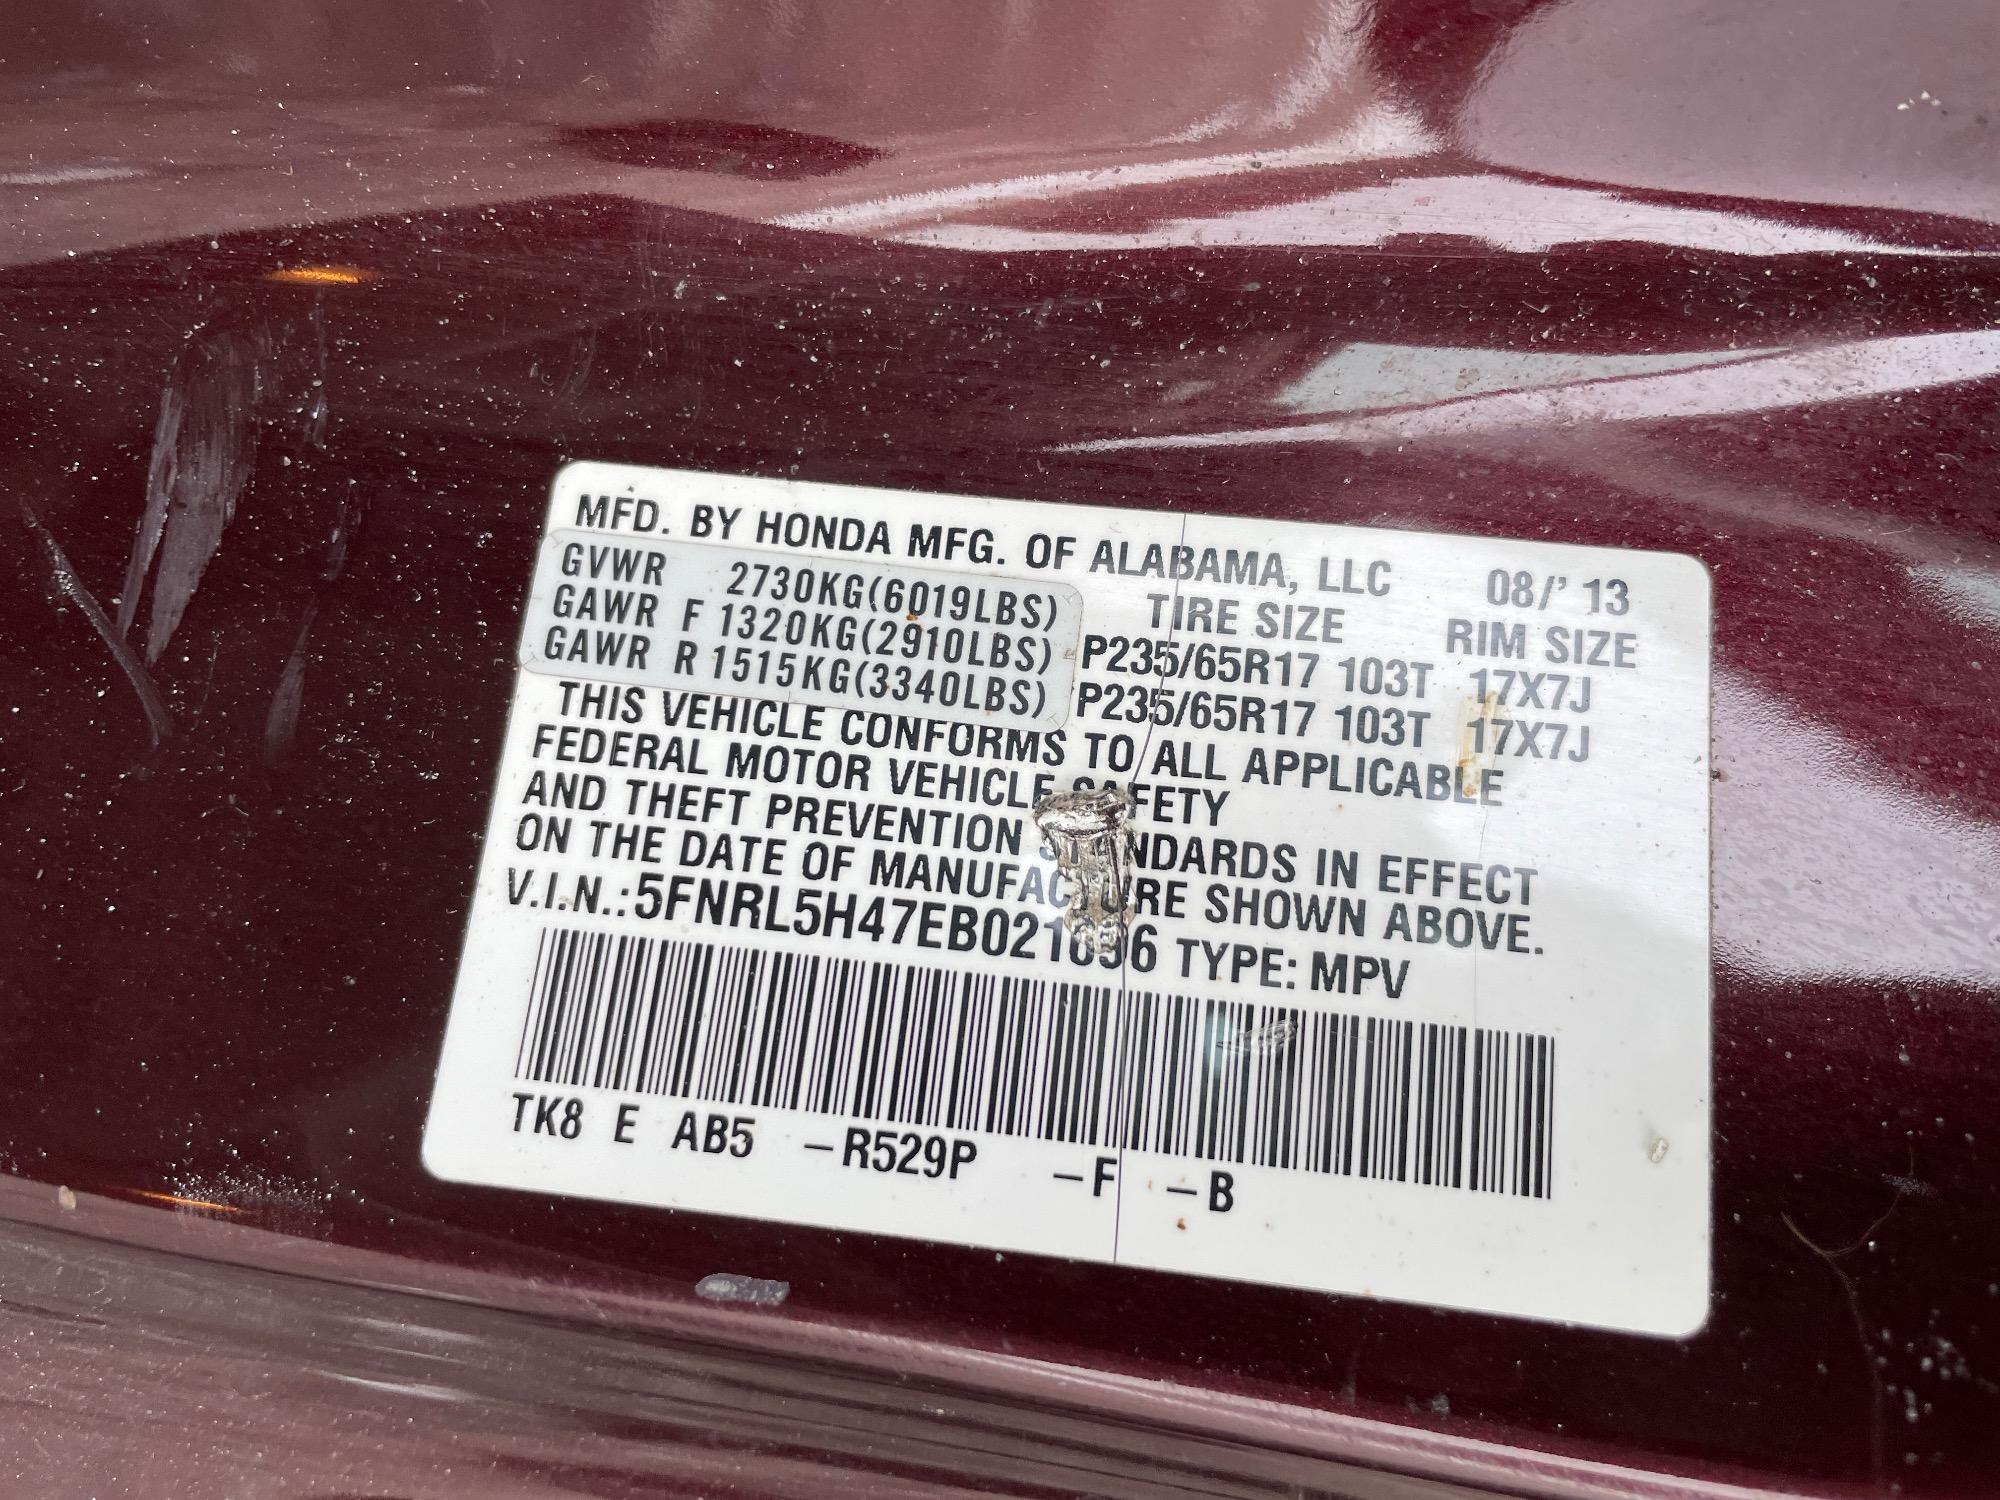 MFD. BY HONDA MFG. OF ALABAMA, LLC 08/' 13
GVWR 2730KG(6019LBS) TIRE SIZE RIM SIZE
GAWR F 1320KG(2910LBS) P235/65R17 103T 17X7J
GAWR R 1515KG(3340LBS) P235/65R17 103T 17X7J
THIS VEHICLE CONFORMS TO ALL APPLICABLE
FEDERAL MOTOR VEHICLE SAFETY
AND THEFT PREVENTION STANDARDS IN EFFECT
ON THE DATE OF MANUFACTURE SHOWN ABOVE.
V.I.N.:5FNRL5H47EB021696 TYPE: MPV
TK8 E AB5 –R529P –F –B